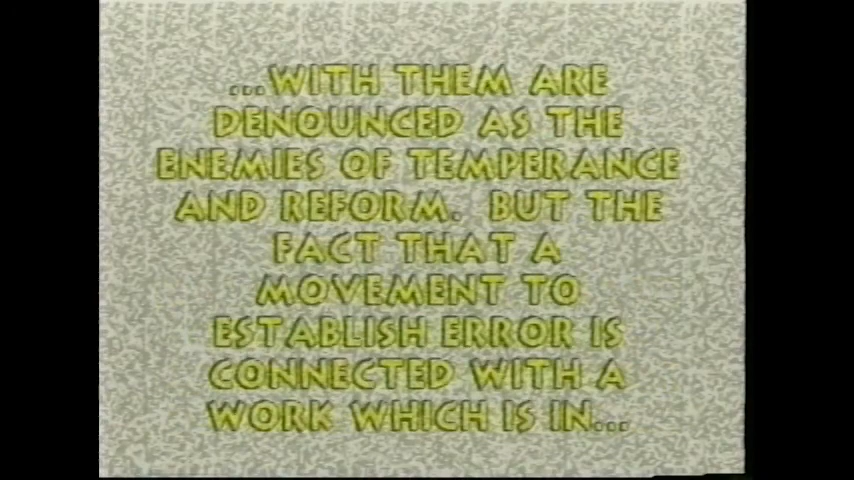 ...WITH THEM ARE
DENOUNCED AS THE
ENEMIES OF TEMPERANCE
AND REFORM. BUT THE
FACT THAT A
MOVEMENT TO
ESTABLISH ERROR IS
CONNECTED WITH A
WORK WHICH IS IN...